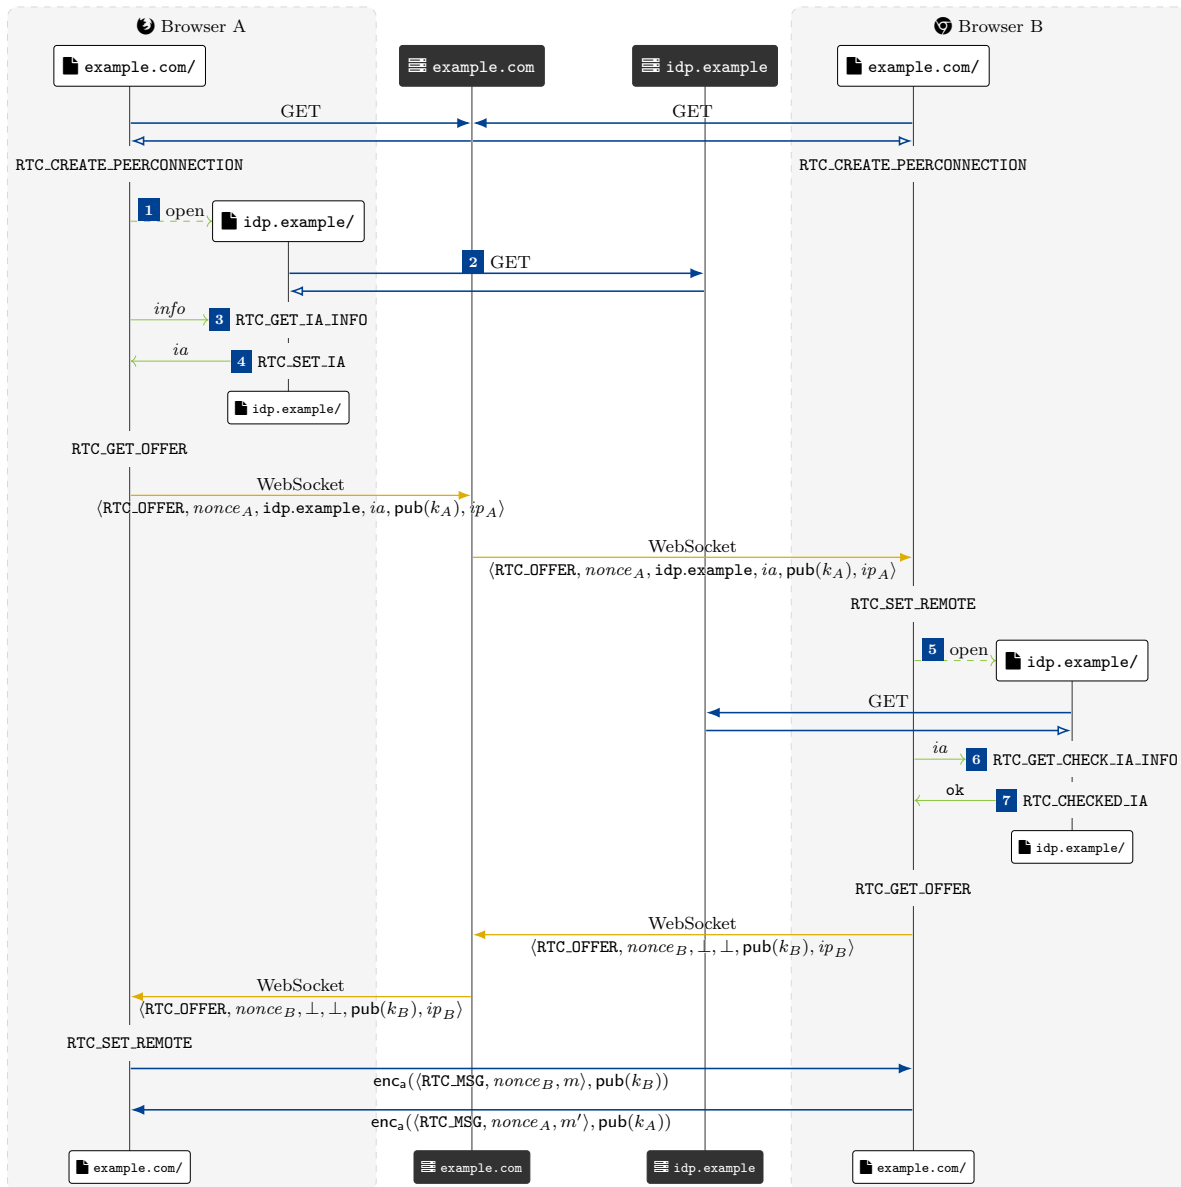 Browser A
Browser B
example.com/
example.com
idp.example
example.com/
GET
GET
RTC_CREATE_PEERCONNECTION
RTC_CREATE_PEERCONNECTION
1 open
idp.example/
2 GET
info
3 RTC_GET_IA_INFO
ia
4 RTC_SET_IA
idp.example/
RTC_GET_OFFER
WebSocket
⟨RTC_OFFER, nonce_A, idp.example, ia, pub(k_A), ip_A⟩
WebSocket
⟨RTC_OFFER, nonce_A, idp.example, ia, pub(k_A), ip_A⟩
RTC_SET_REMOTE
5 open
idp.example/
GET
ia
6 RTC_GET_CHECK_IA_INFO
ok
7 RTC_CHECKED_IA
idp.example/
RTC_GET_OFFER
WebSocket
⟨RTC_OFFER, nonce_B, ⊥, ⊥, pub(k_B), ip_B⟩
WebSocket
⟨RTC_OFFER, nonce_B, ⊥, ⊥, pub(k_B), ip_B⟩
RTC_SET_REMOTE
enc_a(⟨RTC_MSG, nonce_B, m⟩, pub(k_B))
enc_a(⟨RTC_MSG, nonce_A, m′⟩, pub(k_A))
example.com/
example.com
idp.example
example.com/